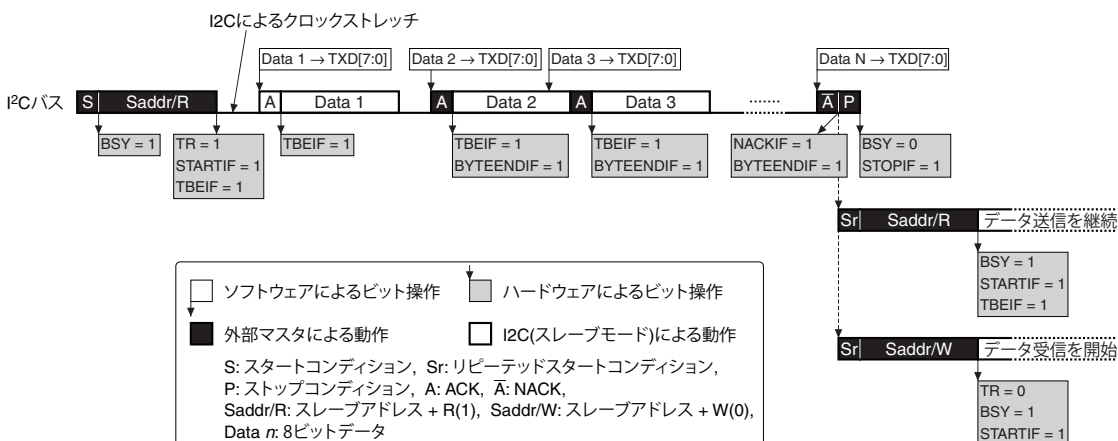 I2Cによるクロックストレッチ
Data 1 → TXD[7:0]
Data 2 → TXD[7:0]
Data 3 → TXD[7:0]
Data N → TXD[7:0]
I²Cバス
S
Saddr/R
A
Data 1
A
Data 2
A
Data 3
.......
A̅
P
BSY = 1
TR = 1
STARTIF = 1
TBEIF = 1
TBEIF = 1
TBEIF = 1
BYTEENDIF = 1
TBEIF = 1
BYTEENDIF = 1
NACKIF = 1
BYTEENDIF = 1
BSY = 0
STOPIF = 1
Sr
Saddr/R
データ送信を継続
BSY = 1
STARTIF = 1
TBEIF = 1
Sr
Saddr/W
データ受信を開始
TR = 0
BSY = 1
STARTIF = 1
ソフトウェアによるビット操作
ハードウェアによるビット操作
外部マスタによる動作
I2C(スレーブモード)による動作
S: スタートコンディション, Sr: リピーテッドスタートコンディション,
P: ストップコンディション, A: ACK, A̅: NACK,
Saddr/R: スレーブアドレス + R(1), Saddr/W: スレーブアドレス + W(0),
Data n: 8ビットデータ